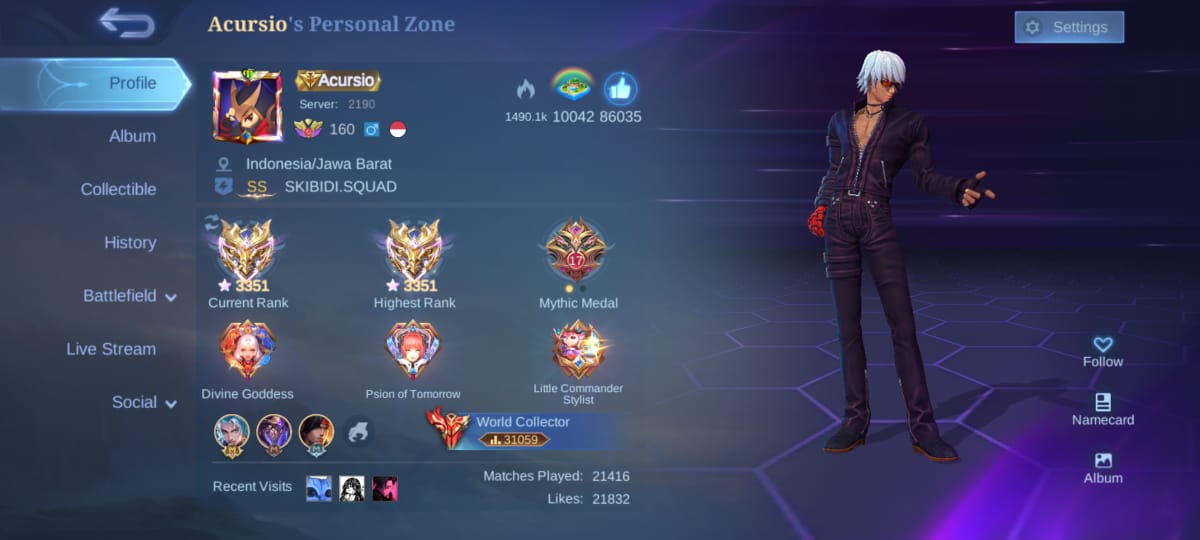 Acursio's Personal Zone
Settings
Profile
Album
Collectible
History
Battlefield
Live Stream
Social
Acursio
Server: 2190
160
1490.1k 10042 86035
Indonesia/Jawa Barat
SS SKIBIDI.SQUAD
3351
Current Rank
3351
Highest Rank
17
Mythic Medal
Divine Goddess
Psion of Tomorrow
Little Commander
Stylist
M M M
World Collector
31059
Recent Visits
Matches Played: 21416
Likes: 21832
Follow
Namecard
Album